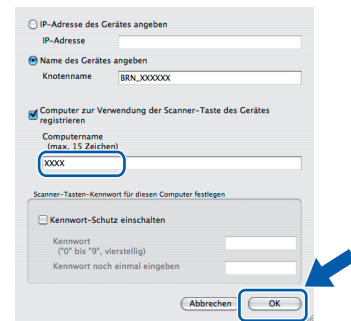 IP-Adresse des Gerätes angeben
IP-Adresse
Name des Gerätes angeben
Knotenname BRN_XXXXXX
Computer zur Verwendung der Scanner-Taste des Gerätes
registrieren
Computername
(max. 15 Zeichen)
XXXX
Scanner-Tasten-Kennwort für diesen Computer festlegen
Kennwort-Schutz einschalten
Kennwort
("0" bis "9", vierstellig)
Kennwort noch einmal eingeben
Abbrechen OK